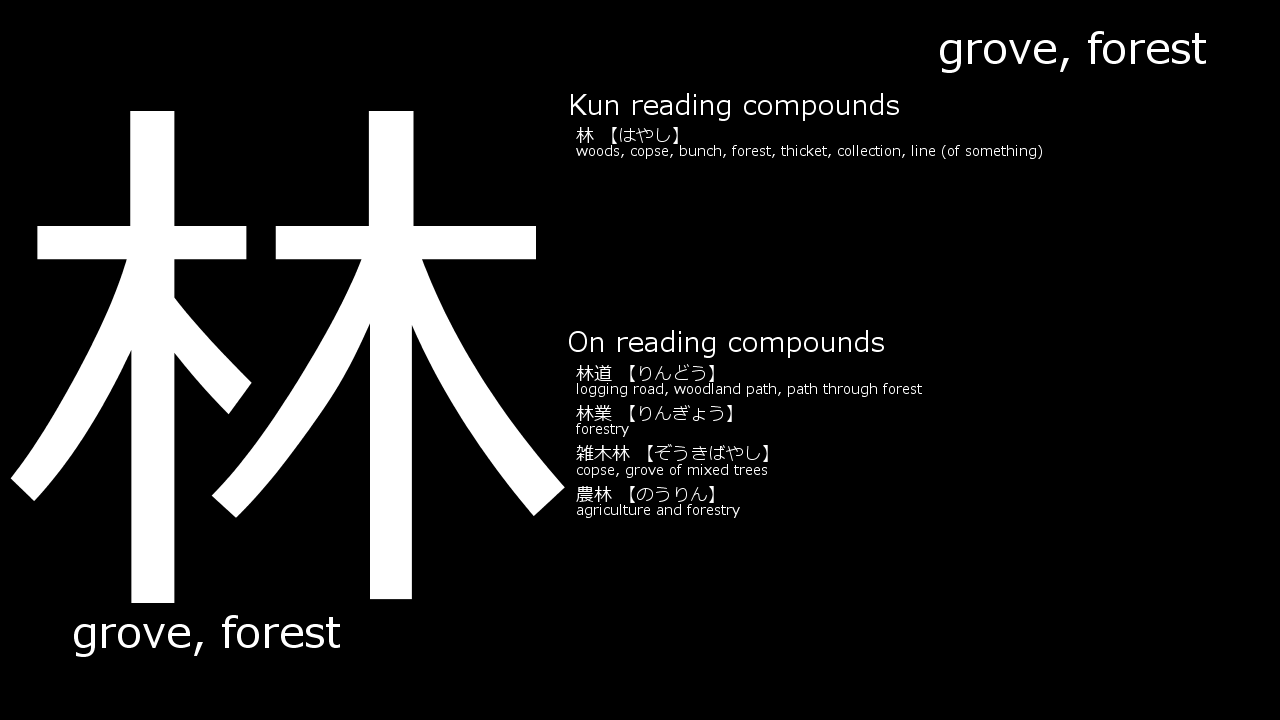 grove, forest
林
Kun reading compounds
林 【はやし】
woods, copse, bunch, forest, thicket, collection, line (of something)
On reading compounds
林道 【りんどう】
logging road, woodland path, path through forest
林業 【りんぎょう】
forestry
雑木林 【ぞうきばやし】
copse, grove of mixed trees
農林 【のうりん】
agriculture and forestry
grove, forest